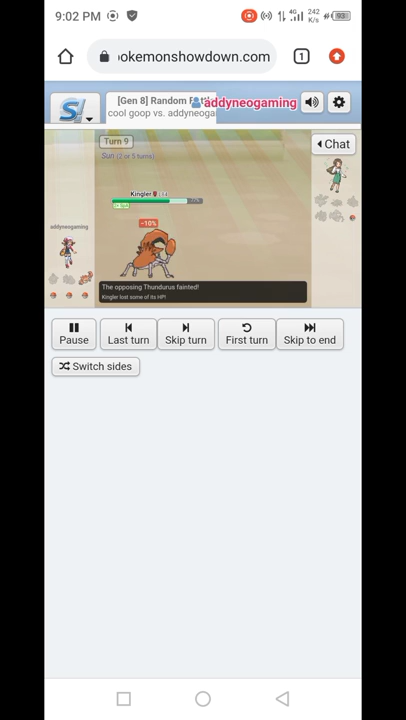 9:02 PM
4G
242
K/s
93
okemonshowdown.com
1
[Gen 8] Random
cool goop vs. addyneoga
addyneogaming
Turn 9
Sun (2 or 5 turns)
Chat
Kingler
addyneogaming
-10%
The opposing Thundurus fainted!
Kingler lost some of its HP!
Pause
Last turn
Skip turn
First turn
Skip to end
Switch sides